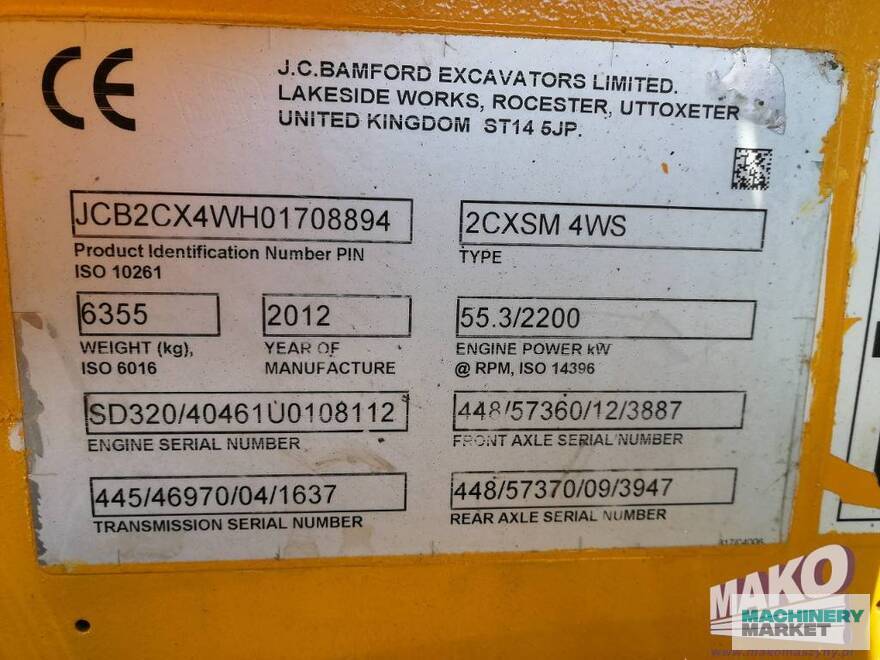 CE
J.C.BAMFORD EXCAVATORS LIMITED.
LAKESIDE WORKS, ROCESTER, UTTOXETER
UNITED KINGDOM ST14 5JP.
JCB2CX4WH01708894
Product Identification Number PIN
ISO 10261
2CXSM 4WS
TYPE
6355
WEIGHT (kg),
ISO 6016
2012
YEAR OF
MANUFACTURE
55.3/2200
ENGINE POWER kW
@ RPM, ISO 14396
SD320/40461U0108112
ENGINE SERIAL NUMBER
448/57360/12/3887
FRONT AXLE SERIAL NUMBER
445/46970/04/1637
TRANSMISSION SERIAL NUMBER
448/57370/09/3947
REAR AXLE SERIAL NUMBER
MAKO
MACHINERY
MARKET
www.makomaszyny.pl